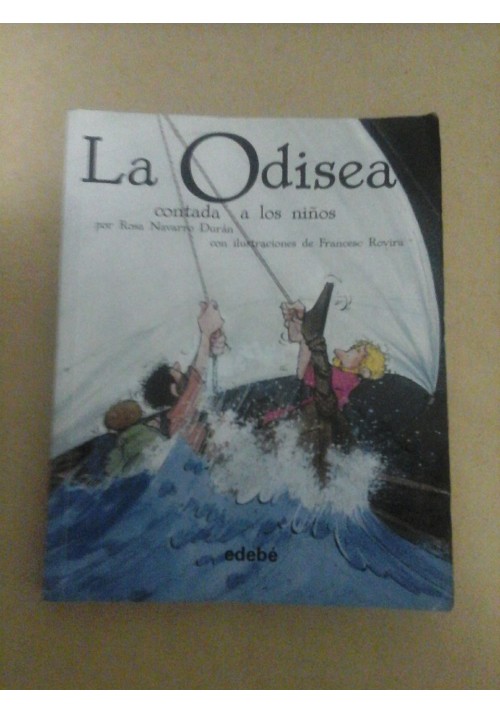 La Odisea
contada a los niños
por Rosa Navarro Durán
con ilustraciones de Francesc Rovira
edebé